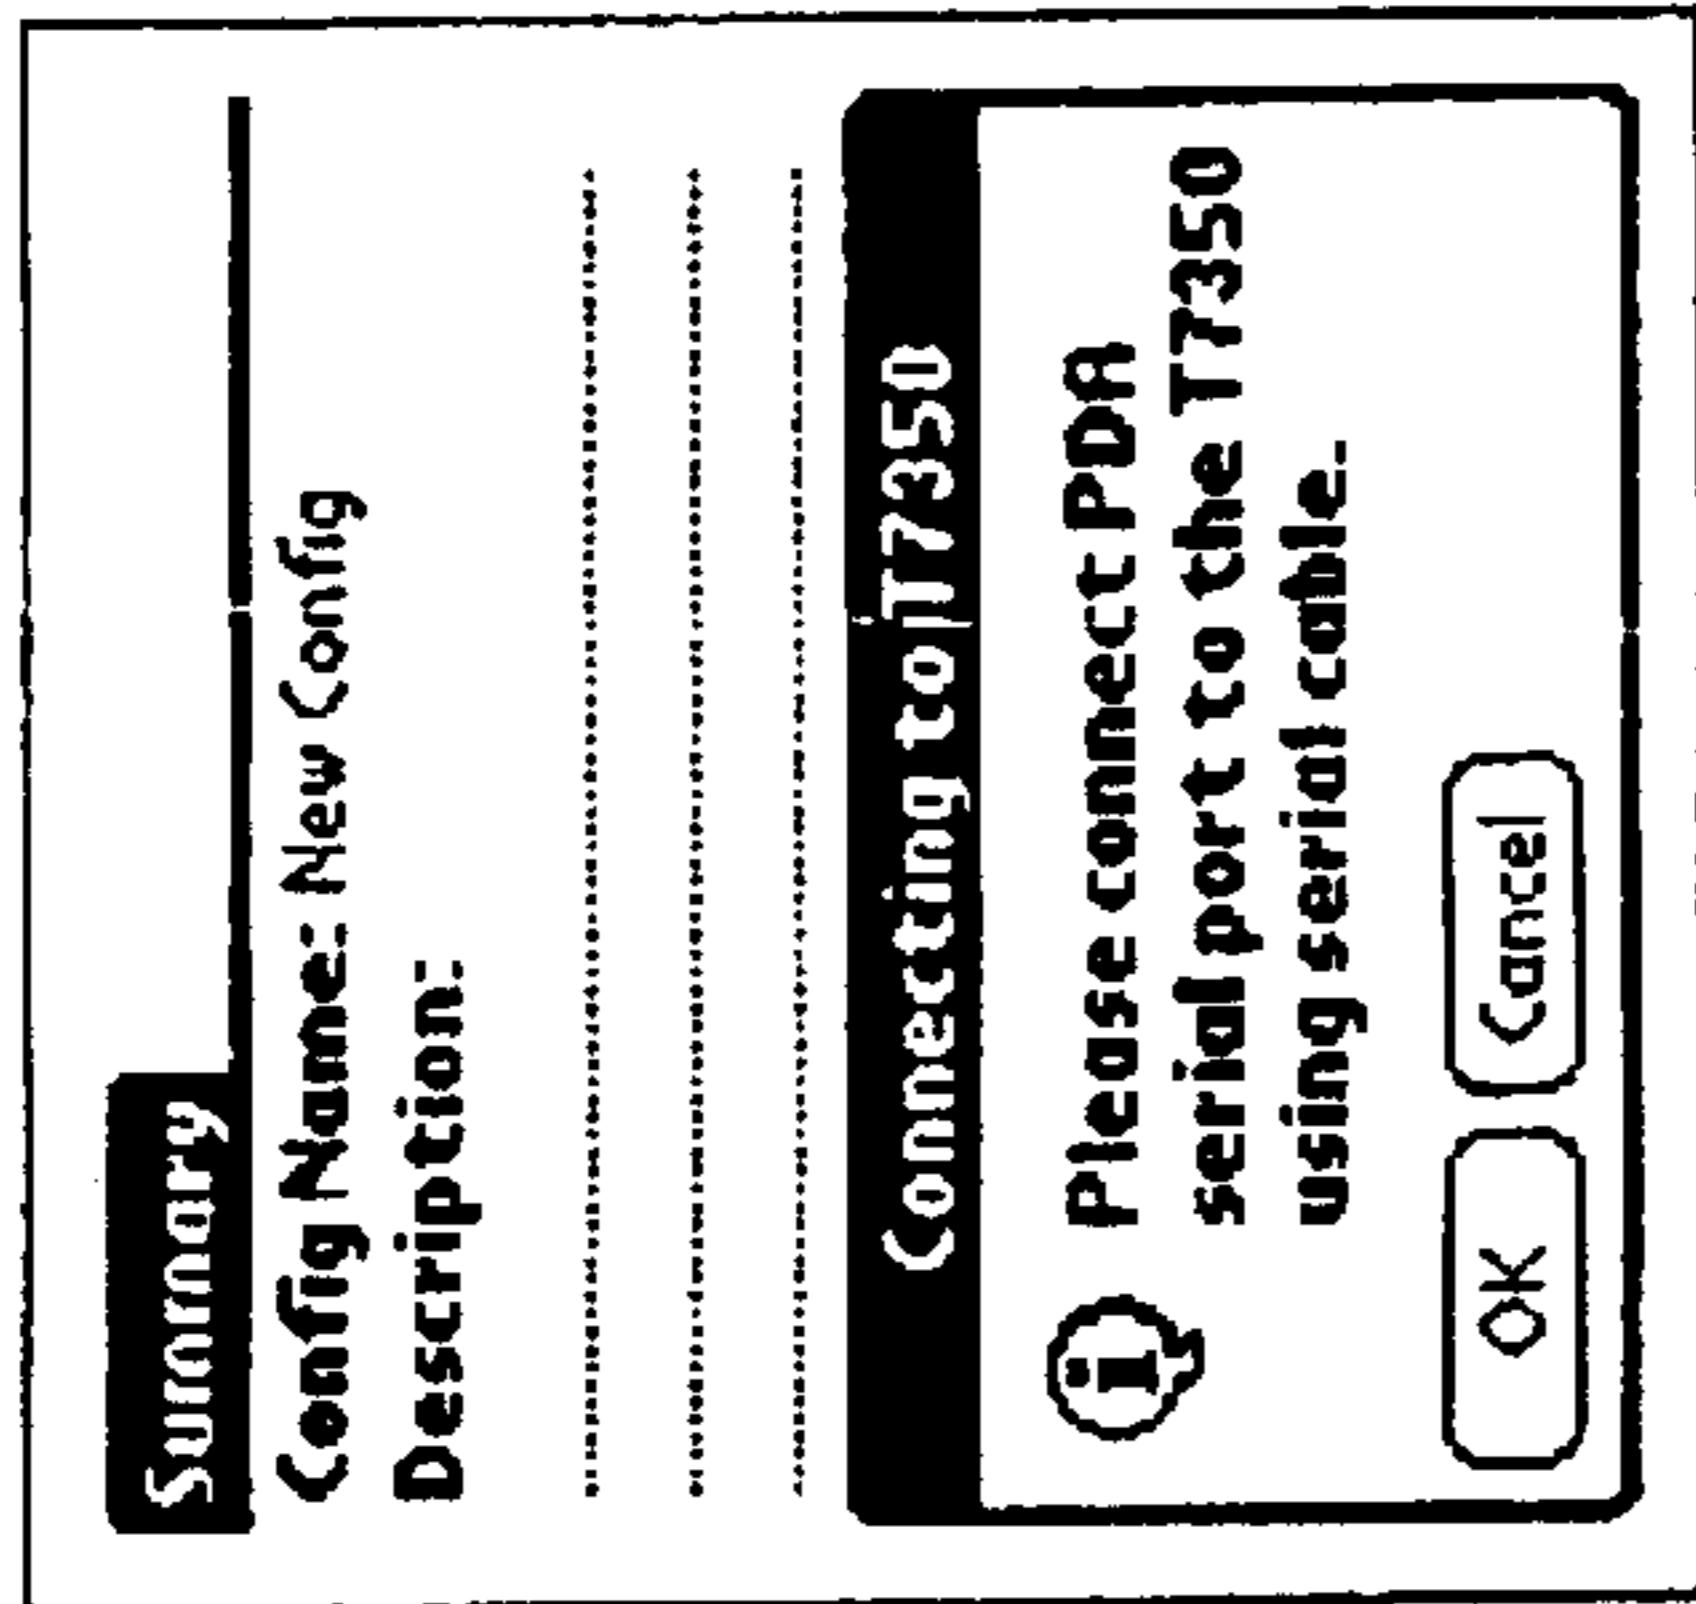 Summary
Config Name: New Config
Description:
Connecting to T7350
i
Please connect PDA
serial port to the T7350
using serial cable.
OK
Cancel